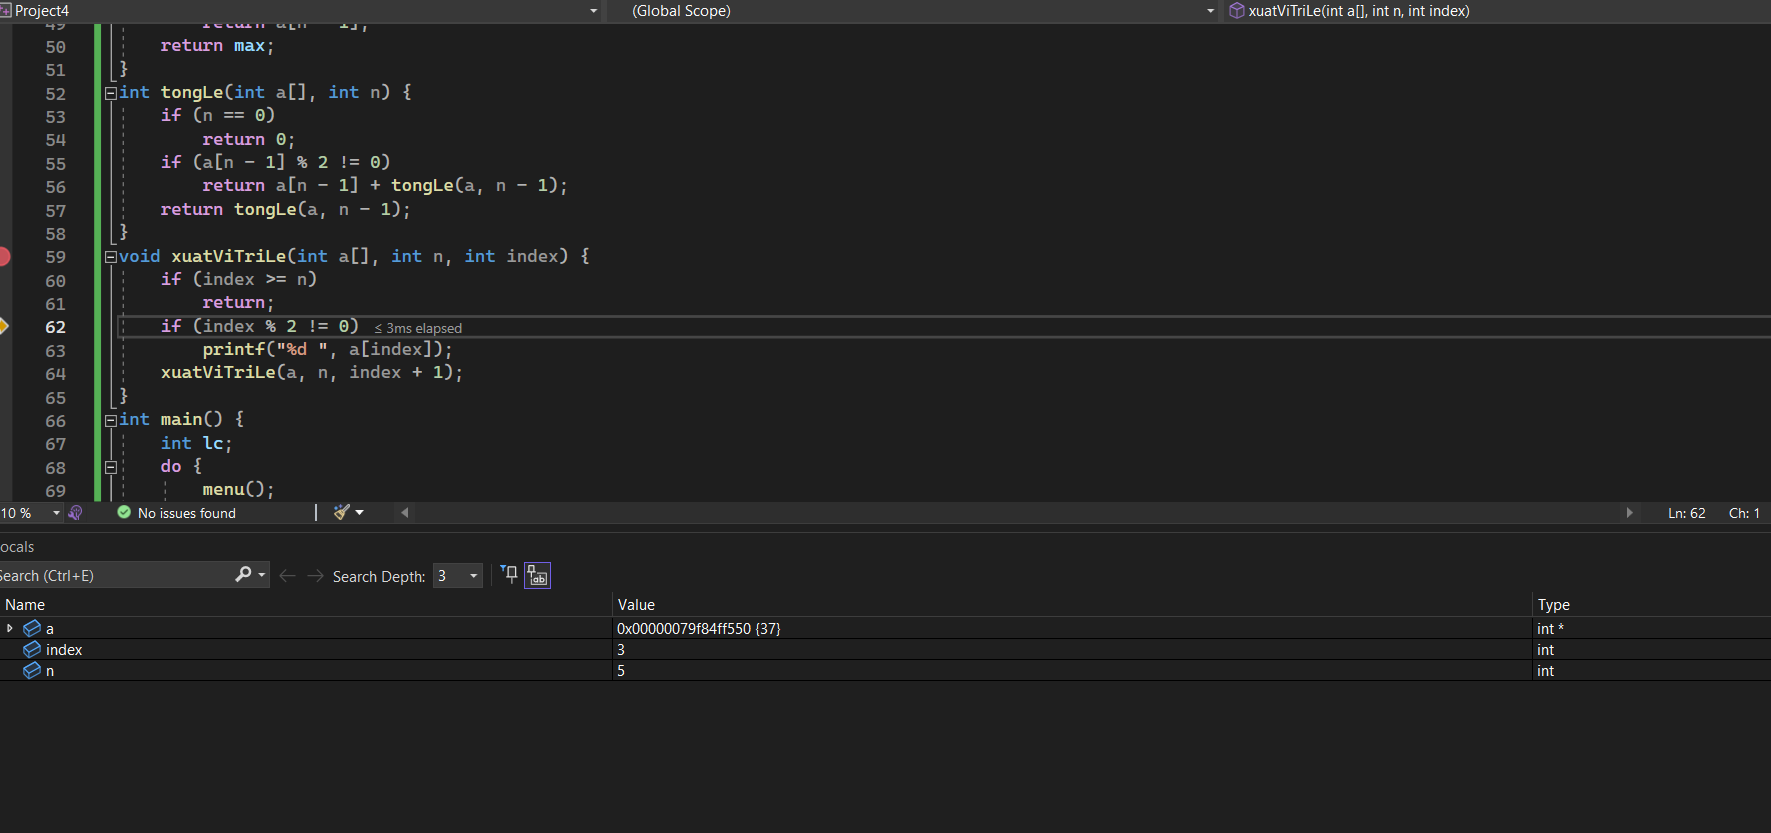 Project4
(Global Scope)
xuatViTriLe(int a[], int n, int index)
49 return a[n - 1];
50 return max;
51 }
52 int tongLe(int a[], int n) {
53 if (n == 0)
54 return 0;
55 if (a[n - 1] % 2 != 0)
56 return a[n - 1] + tongLe(a, n - 1);
57 return tongLe(a, n - 1);
58 }
59 void xuatViTriLe(int a[], int n, int index) {
60 if (index >= n)
61 return;
62 if (index % 2 != 0) ≤ 3ms elapsed
63 printf("%d ", a[index]);
64 xuatViTriLe(a, n, index + 1);
65 }
66 int main() {
67 int lc;
68 do {
69 menu();
10 % No issues found Ln: 62 Ch: 1
ocals
Search (Ctrl+E) Search Depth: 3
Name Value Type
a 0x00000079f84ff550 {37} int *
index 3 int
n 5 int